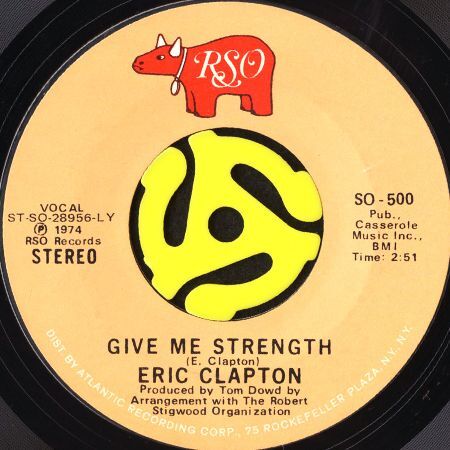 RSO
VOCAL
ST-SO-28956-LY
Ⓟ 1974
RSO Records
STEREO
SO-500
Pub.,
Casserole
Music Inc.,
BMI
Time: 2:51
GIVE ME STRENGTH
(E. Clapton)
ERIC CLAPTON
Produced by Tom Dowd by
Arrangement with The Robert
Stigwood Organization
DIST. BY ATLANTIC RECORDING CORP., 75 ROCKEFELLER PLAZA, NY, NY.